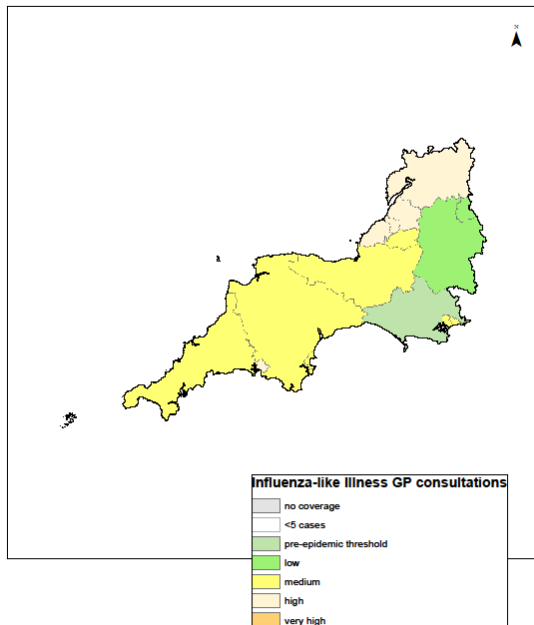 N
Influenza-like Illness GP consultations
no coverage
<5 cases
pre-epidemic threshold
low
medium
high
very high